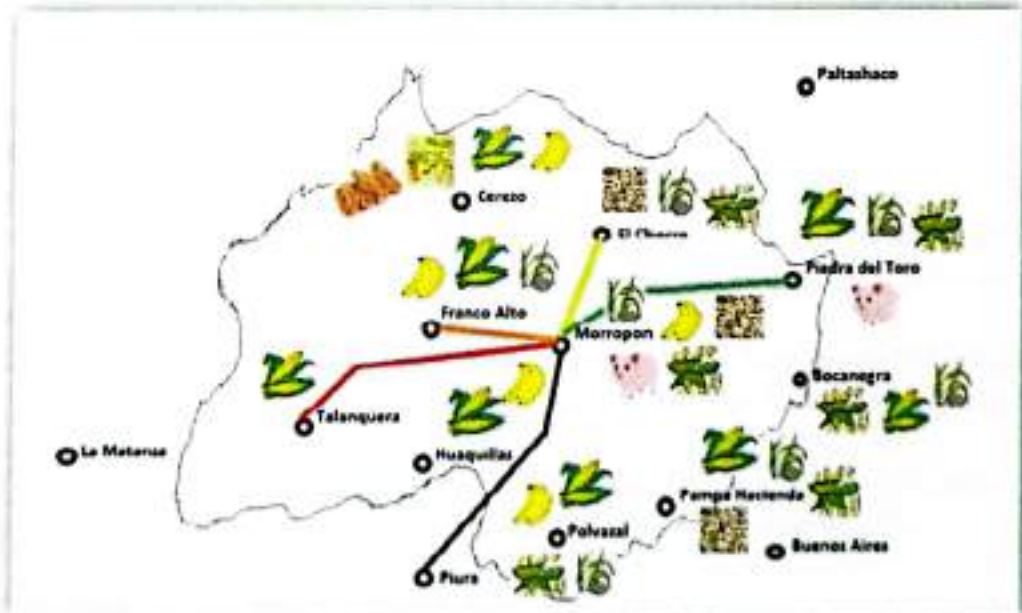 Paltashaco
Cerezo
El Chorro
Piedra del Toro
Franco Alto
Morropon
Bocanegra
Talanquera
La Matanza
Huaquillas
Pampa Hacienda
Polvazal
Buenos Aires
Piura